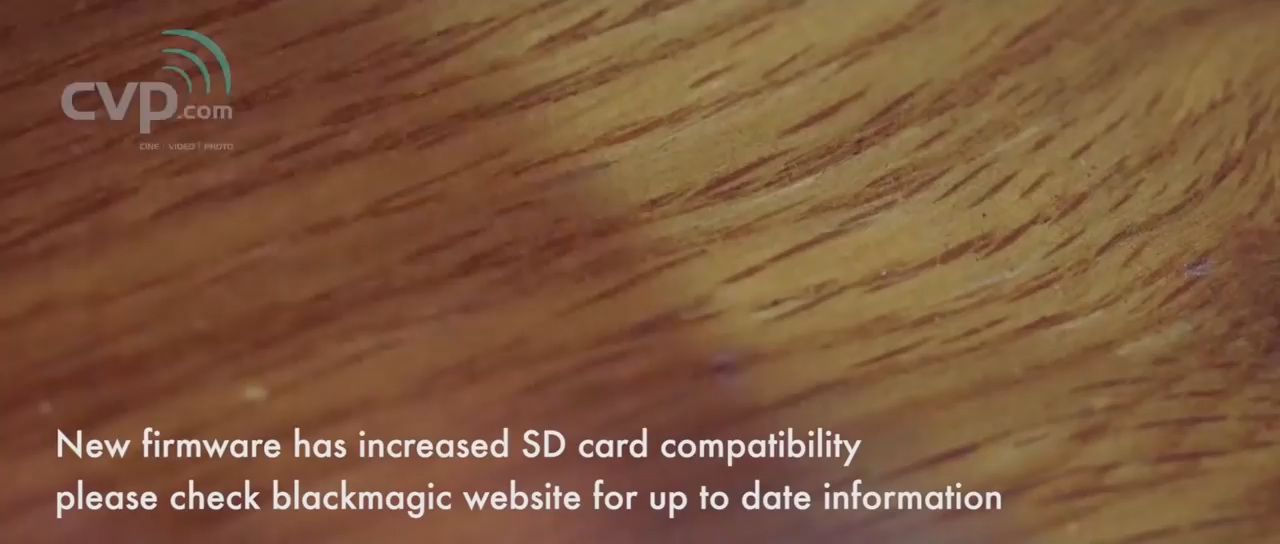 cvp.com
CINE | VIDEO | PHOTO
New firmware has increased SD card compatibility
please check blackmagic website for up to date information